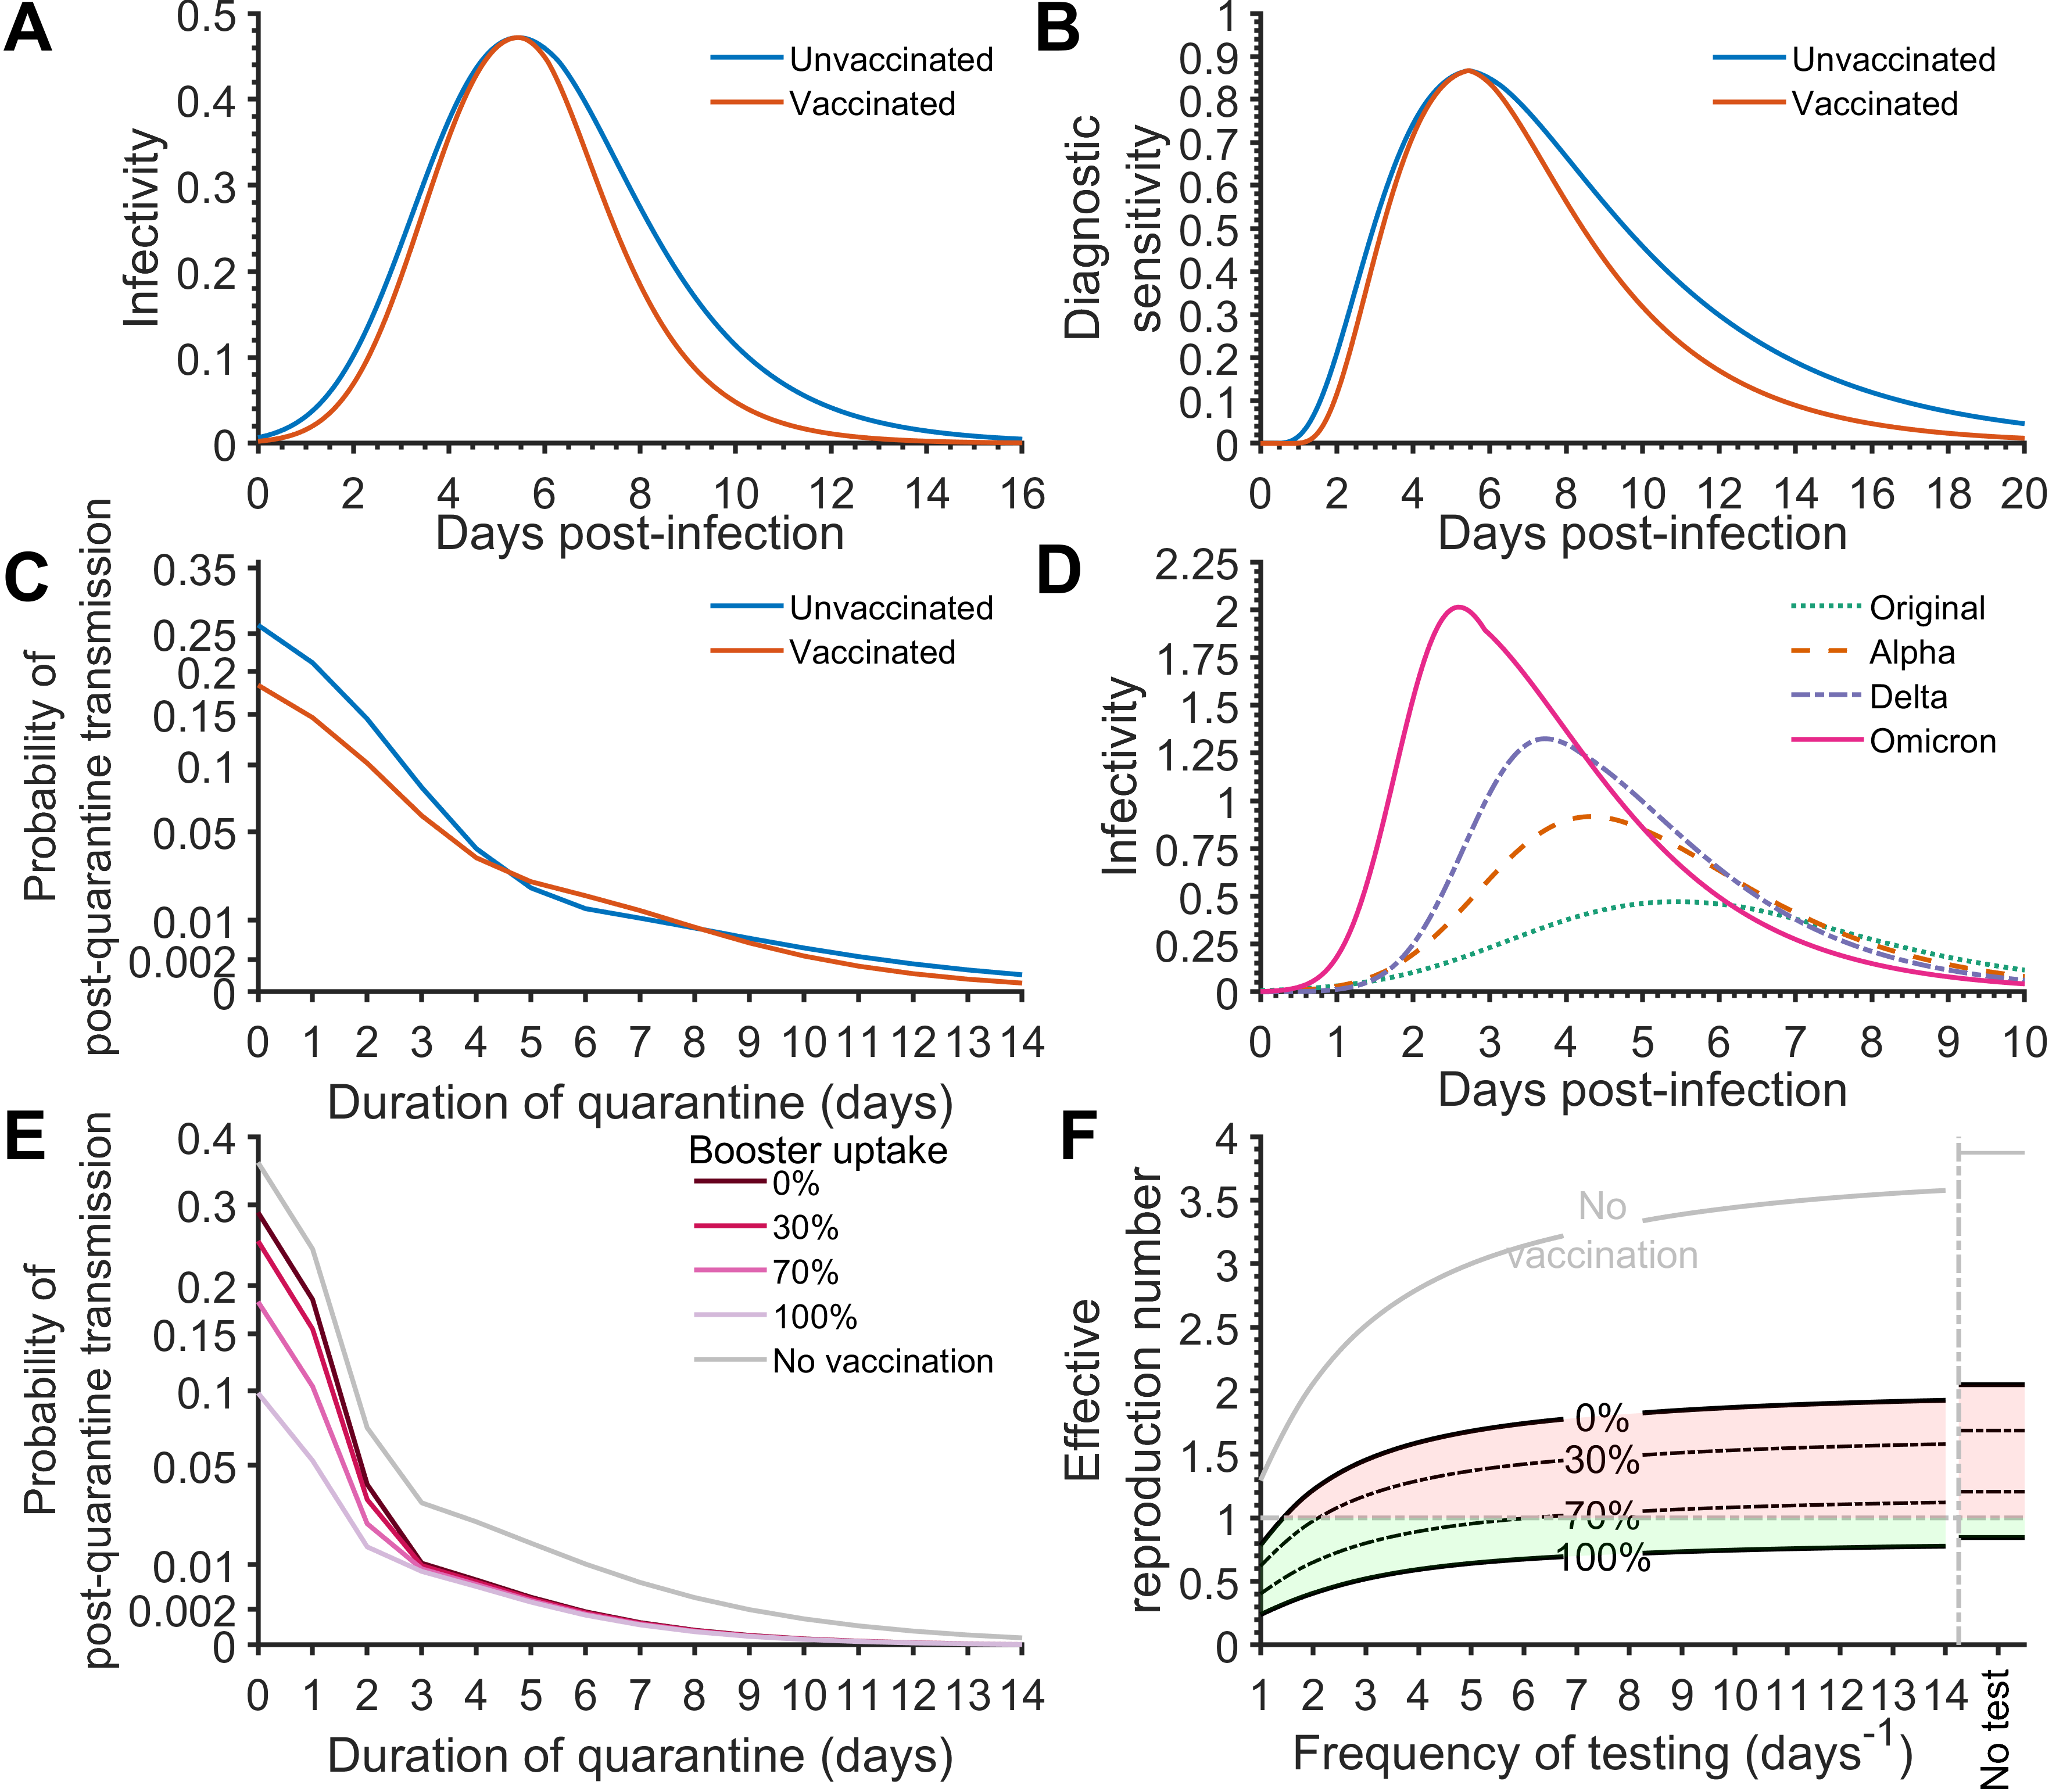 A
0.5
0.4
0.3
0.2
0.1
0
Infectivity
Unvaccinated
Vaccinated
0 2 4 6 8 10 12 14 16
Days post-infection
B
1
0.9
0.8
0.7
0.6
0.5
0.4
0.3
0.2
0.1
0
Diagnostic
sensitivity
Unvaccinated
Vaccinated
0 2 4 6 8 10 12 14 16 18 20
Days post-infection
C
0.35
0.25
0.2
0.15
0.1
0.05
0.01
0.002
0
Probability of
post-quarantine transmission
Unvaccinated
Vaccinated
0 1 2 3 4 5 6 7 8 9 10 11 12 13 14
Duration of quarantine (days)
D
2.25
2
1.75
1.5
1.25
1
0.75
0.5
0.25
0
Infectivity
Original
Alpha
Delta
Omicron
0 1 2 3 4 5 6 7 8 9 10
Days post-infection
E
0.4
0.3
0.2
0.15
0.1
0.05
0.01
0.002
0
Probability of
post-quarantine transmission
Booster uptake
0%
30%
70%
100%
No vaccination
0 1 2 3 4 5 6 7 8 9 10 11 12 13 14
Duration of quarantine (days)
F
4
3.5
3
2.5
2
1.5
1
0.5
0
Effective
reproduction number
No
vaccination
0%
30%
70%
100%
1 2 3 4 5 6 7 8 9 10 11 12 13 14
No test
Frequency of testing (days⁻¹)